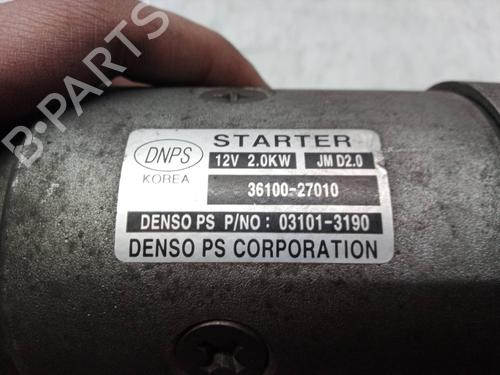 STARTER
DNPS
KOREA
12V 2.0KW
JM D2.0
36100-27010
DENSO PS P/NO : 03101-3190
DENSO PS CORPORATION
B-PARTS